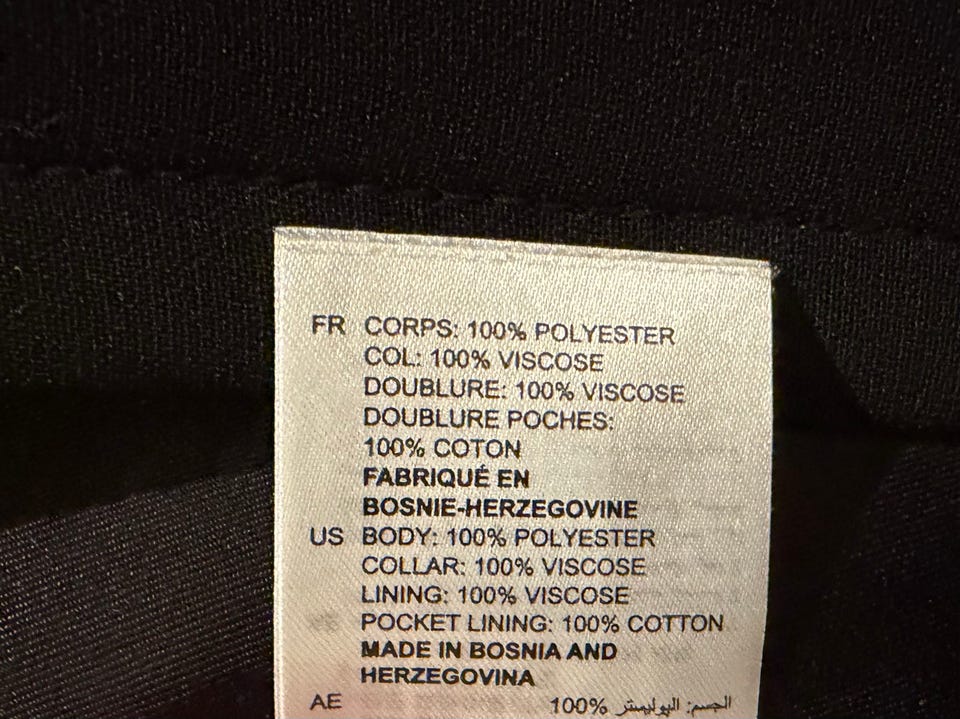 FR CORPS: 100% POLYESTER
COL: 100% VISCOSE
DOUBLURE: 100% VISCOSE
DOUBLURE POCHES:
100% COTON
FABRIQUÉ EN
BOSNIE-HERZEGOVINE
US BODY: 100% POLYESTER
COLLAR: 100% VISCOSE
LINING: 100% VISCOSE
POCKET LINING: 100% COTTON
MADE IN BOSNIA AND
HERZEGOVINA
AE الجسم: البوليستر 100%